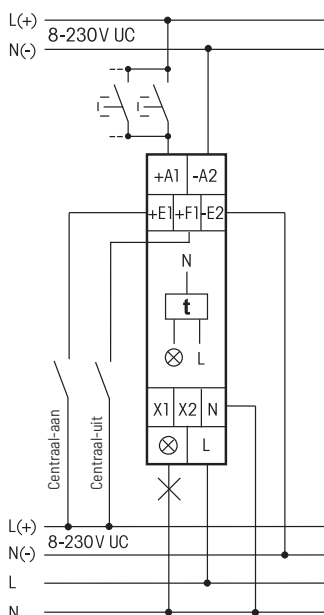 L(+)
8-230V UC
N(-)
+A1 -A2
+E1 +F1 -E2
N
t
L
X1 X2 N
L
Centraal-aan
Centraal-uit
L(+)
8-230V UC
N(-)
L
N